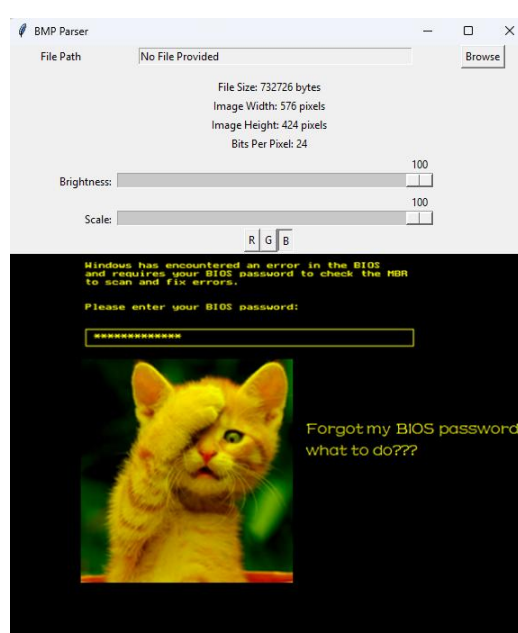 BMP Parser
File Path No File Provided Browse
File Size: 732726 bytes
Image Width: 576 pixels
Image Height: 424 pixels
Bits Per Pixel: 24
100
Brightness:
100
Scale:
R G B
Windows has encountered an error in the BIOS
and requires your BIOS password to check the MBR
to scan and fix errors.
Please enter your BIOS password:
*************
Forgot my BIOS password
what to do???